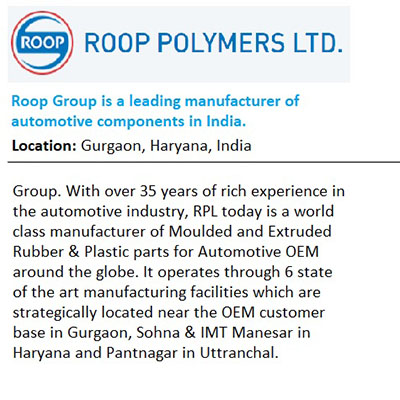 ROOP
ROOP POLYMERS LTD.
Roop Group is a leading manufacturer of
automotive components in India.
Location: Gurgaon, Haryana, India
Group. With over 35 years of rich experience in
the automotive industry, RPL today is a world
class manufacturer of Moulded and Extruded
Rubber & Plastic parts for Automotive OEM
around the globe. It operates through 6 state
of the art manufacturing facilities which are
strategically located near the OEM customer
base in Gurgaon, Sohna & IMT Manesar in
Haryana and Pantnagar in Uttranchal.